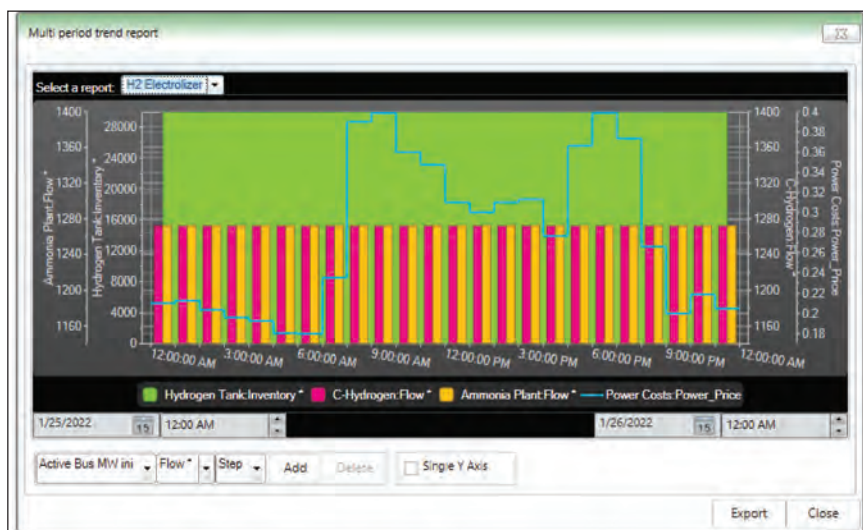 Multi period trend report
Select a report: H2 Electrolizer
1400 28000 1400 0.4
1360 24000 1360 0.38
0.36
1320 20000 1320 0.34
0.32
1280 16000 1280 0.3
0.28
1240 12000 1240 0.26
8000 0.24
1200 1200 0.22
4000 0.2
1160 0 1160 0.18
Ammonia Plant:Flow *
Hydrogen Tank:Inventory *
C-Hydrogen:Flow *
Power Costs:Power_Price
12:00:00 AM 3:00:00 AM 6:00:00 AM 9:00:00 AM 12:00:00 PM 3:00:00 PM 6:00:00 PM 9:00:00 PM 12:00:00 AM
Hydrogen Tank:Inventory * C-Hydrogen:Flow * Ammonia Plant:Flow * Power Costs:Power_Price
1/25/2022 15 12:00 AM 1/26/2022 15 12:00 AM
Active Bus MW ini Flow * Step Add Delete Single Y Axis
Export Close